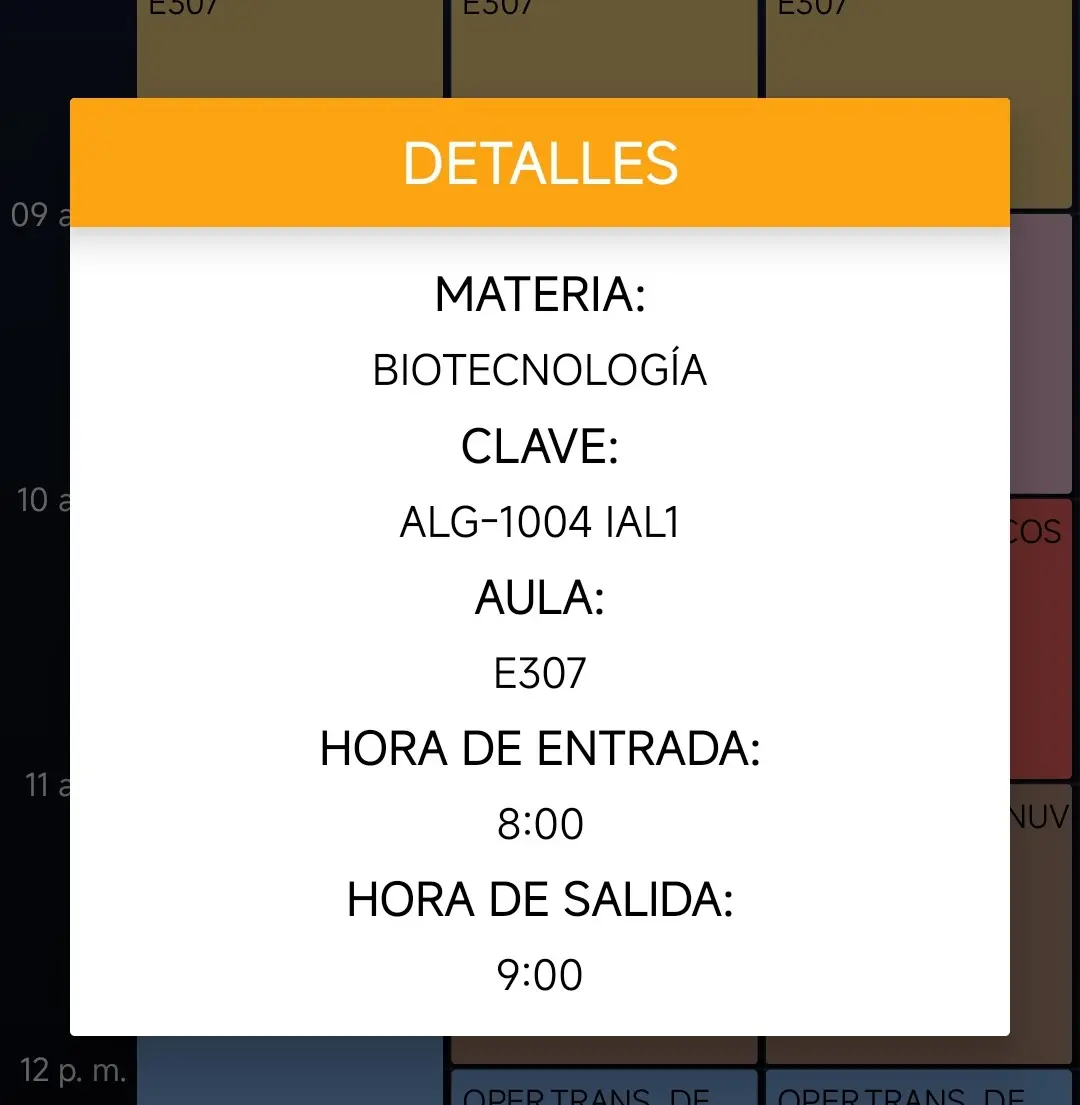 E307 E307 E307
DETALLES
09 a
MATERIA:
BIOTECNOLOGÍA
CLAVE:
10 a
ALG-1004 IAL1
COS
AULA:
E307
HORA DE ENTRADA:
11 a
NUV
8:00
HORA DE SALIDA:
9:00
12 p. m.
OPER.TRANS. DE OPER.TRANS. DE